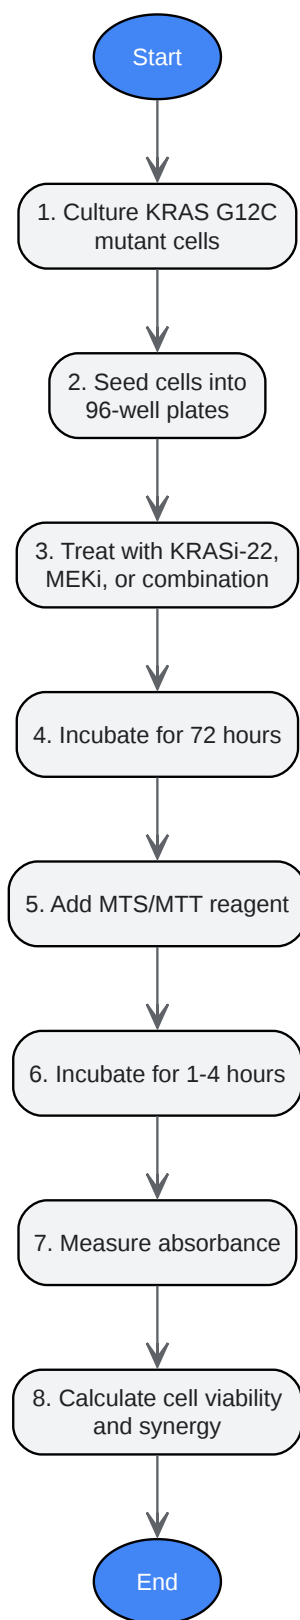 Start
1. Culture KRAS G12C
mutant cells
2. Seed cells into
96-well plates
3. Treat with KRASi-22,
MEKi, or combination
4. Incubate for 72 hours
5. Add MTS/MTT reagent
6. Incubate for 1-4 hours
7. Measure absorbance
8. Calculate cell viability
and synergy
End